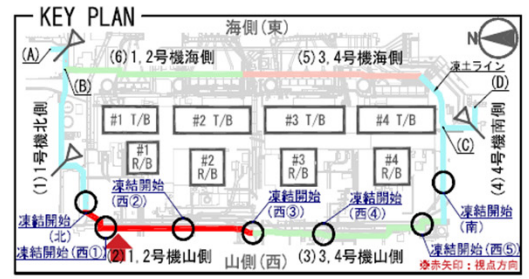 KEY PLAN
海側(東)
N
(A)
(6)1,2号機海側
(5)3,4号機海側
凍土ライン
(B)
(D)
#1 T/B
#2 T/B
#3 T/B
#4 T/B
(C)
(1)1号機北側
(4)4号機南側
#1
R/B
#2
R/B
#3
R/B
#4
R/B
凍結開始
(西②)
凍結開始
(西③)
凍結開始
(西④)
凍結開始
(南)
凍結開始
(北)
凍結開始(西①)
(2)1,2号機山側
山側(西)
(3)3,4号機山側
凍結開始(西⑤)
※赤矢印:視点方向